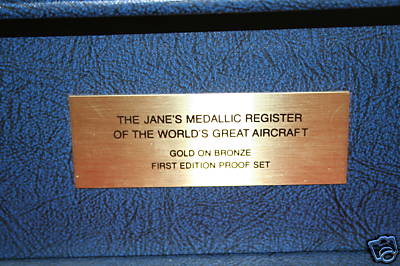 THE JANE'S MEDALLIC REGISTER
OF THE WORLD'S GREAT AIRCRAFT
GOLD ON BRONZE
FIRST EDITION PROOF SET